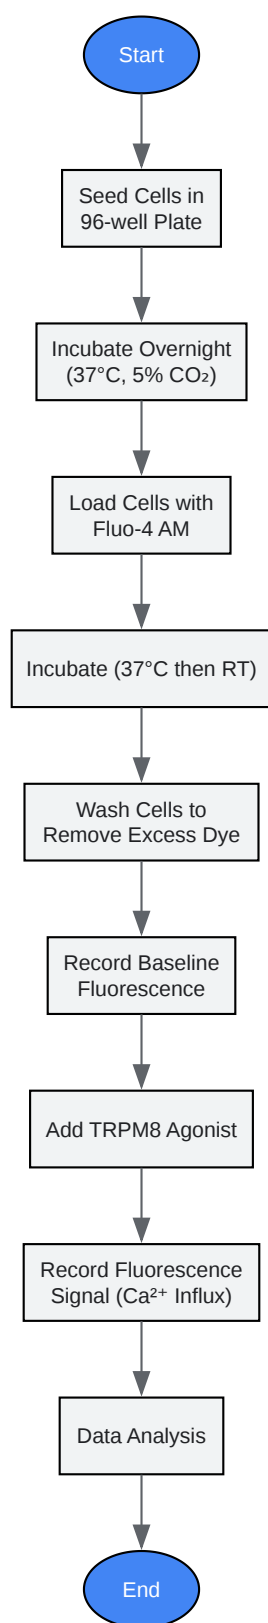 Start
Seed Cells in
96-well Plate
Incubate Overnight
(37°C, 5% CO₂)
Load Cells with
Fluo-4 AM
Incubate (37°C then RT)
Wash Cells to
Remove Excess Dye
Record Baseline
Fluorescence
Add TRPM8 Agonist
Record Fluorescence
Signal (Ca²⁺ Influx)
Data Analysis
End